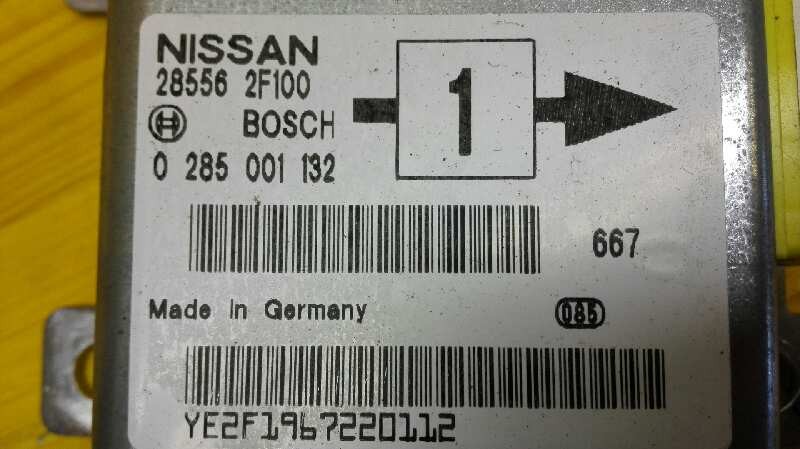 NISSAN
28556 2F100
BOSCH
0 285 001 132
1
667
Made In Germany
085
YE2F1967220112